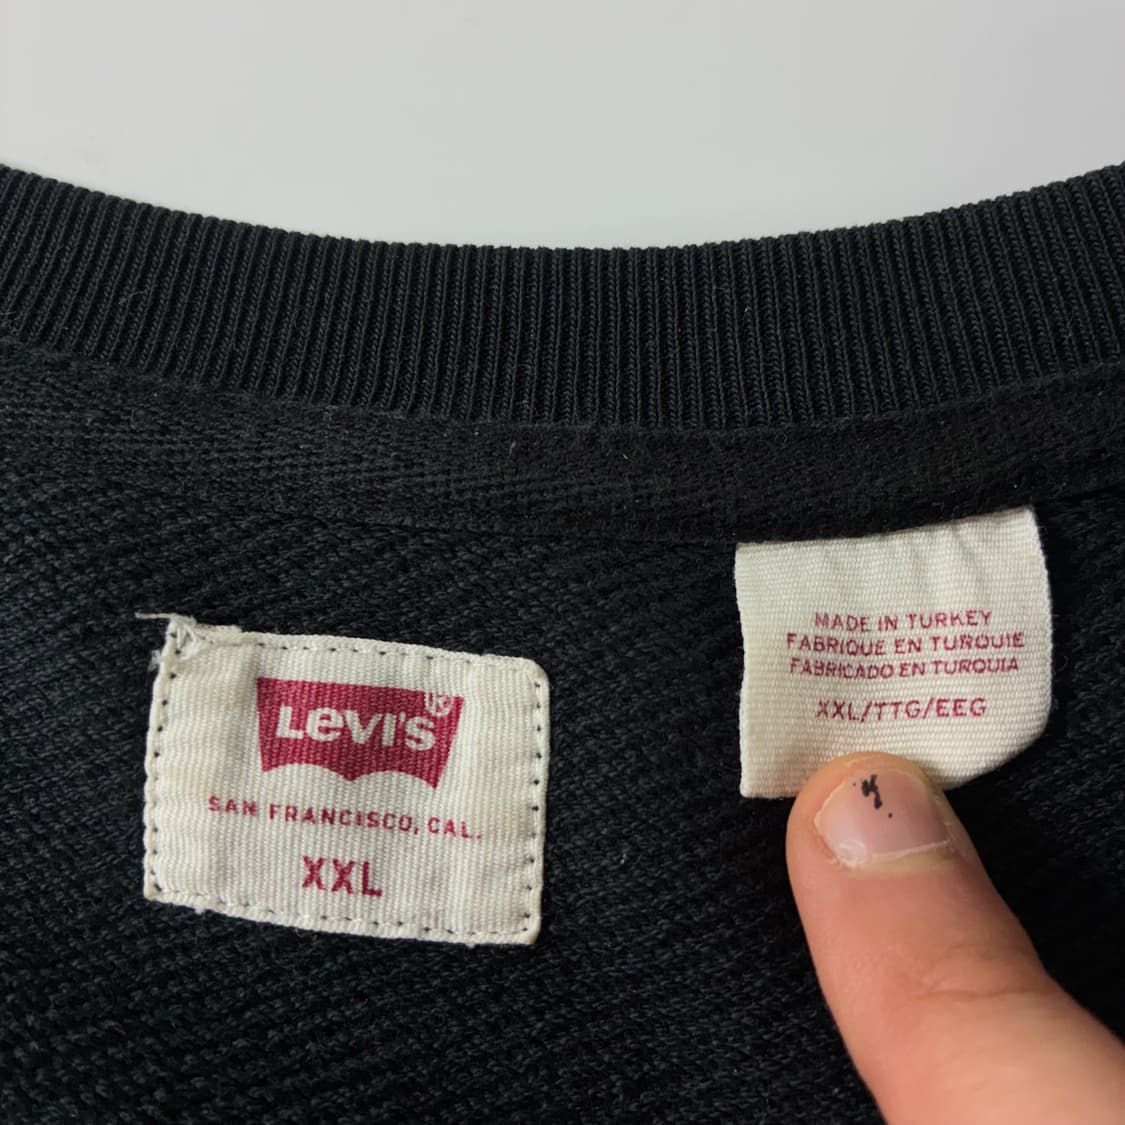 Levi's®
SAN FRANCISCO, CAL.
XXL
MADE IN TURKEY
FABRIQUE EN TURQUIE
FABRICADO EN TURQUIA
XXL/TTG/EEG